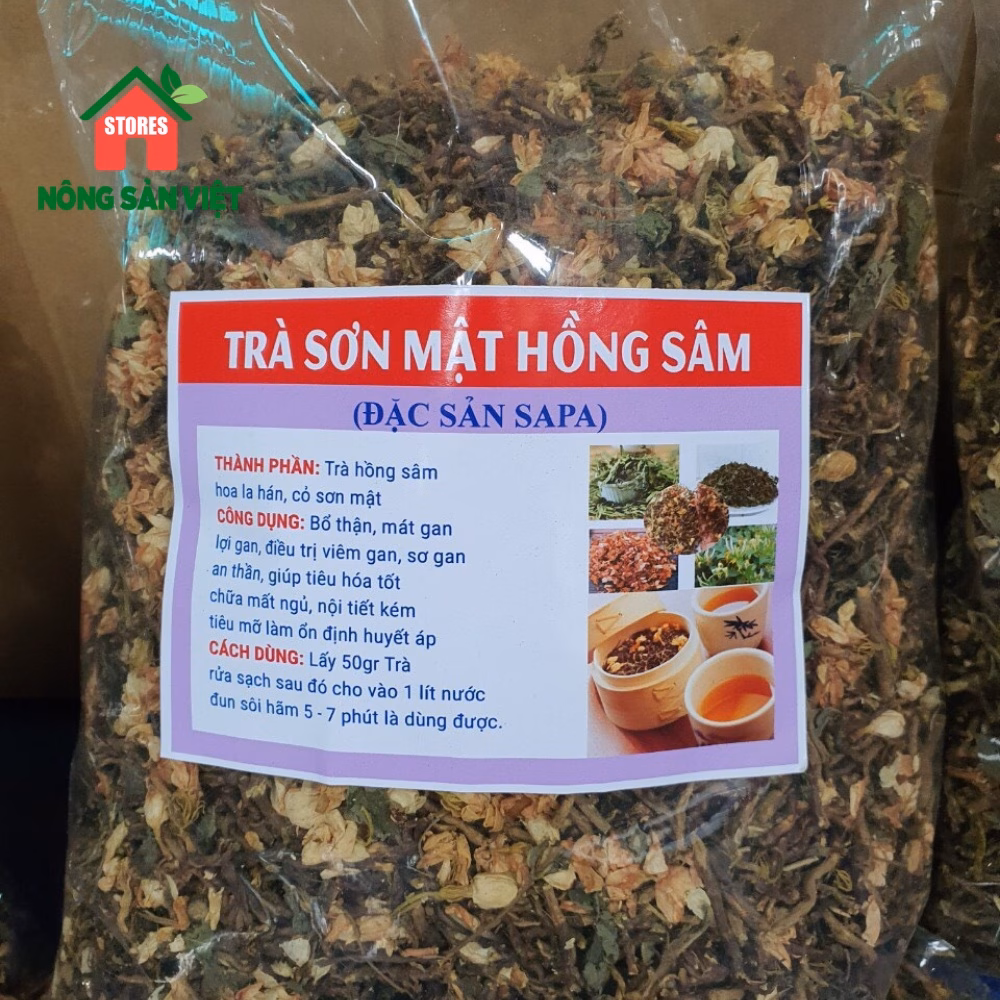 STORES
NÔNG SẢN VIỆT
TRÀ SƠN MẬT HỒNG SÂM
(ĐẶC SẢN SAPA)
THÀNH PHẦN: Trà hồng sâm
hoa la hán, cỏ sơn mật
CÔNG DỤNG: Bổ thận, mát gan
lợi gan, điều trị viêm gan, sơ gan
an thần, giúp tiêu hóa tốt
chữa mất ngủ, nội tiết kém
tiêu mỡ làm ổn định huyết áp
CÁCH DÙNG: Lấy 50gr Trà
rửa sạch sau đó cho vào 1 lít nước
đun sôi hãm 5 - 7 phút là dùng được.